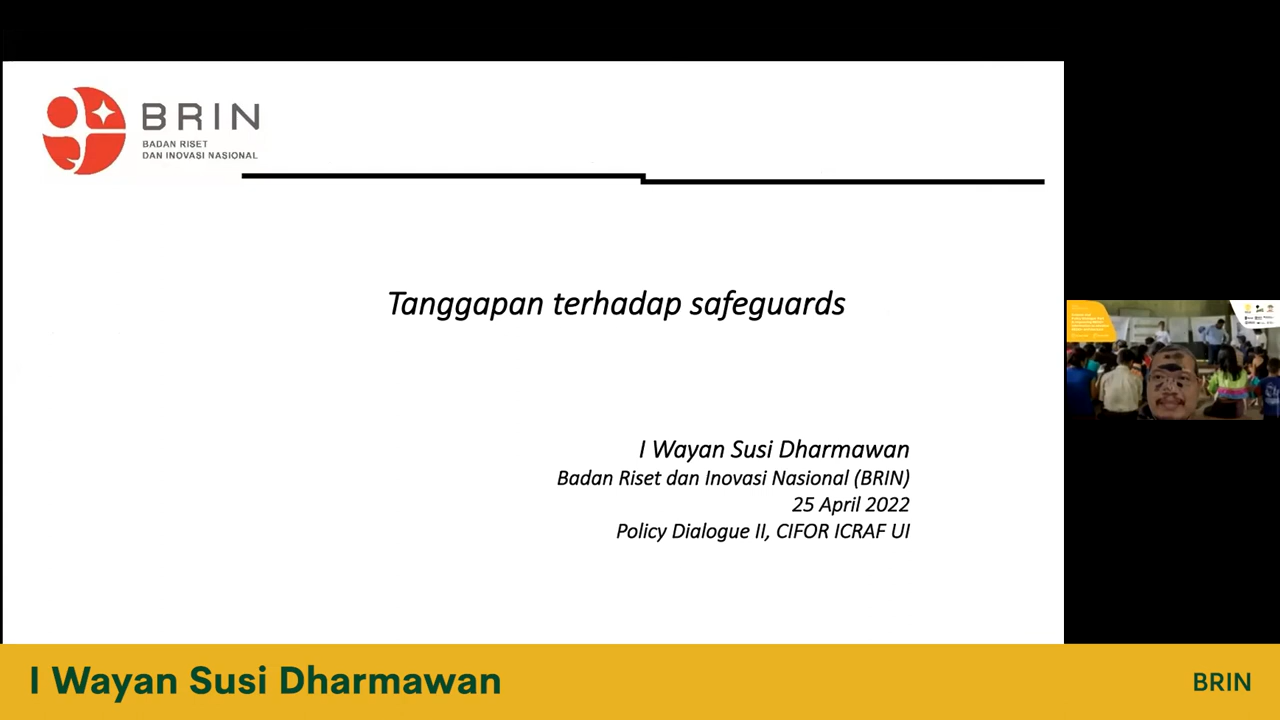 BRIN
BADAN RISET
DAN INOVASI NASIONAL
Tanggapan terhadap safeguards
I Wayan Susi Dharmawan
Badan Riset dan Inovasi Nasional (BRIN)
25 April 2022
Policy Dialogue II, CIFOR ICRAF UI
I Wayan Susi Dharmawan
BRIN